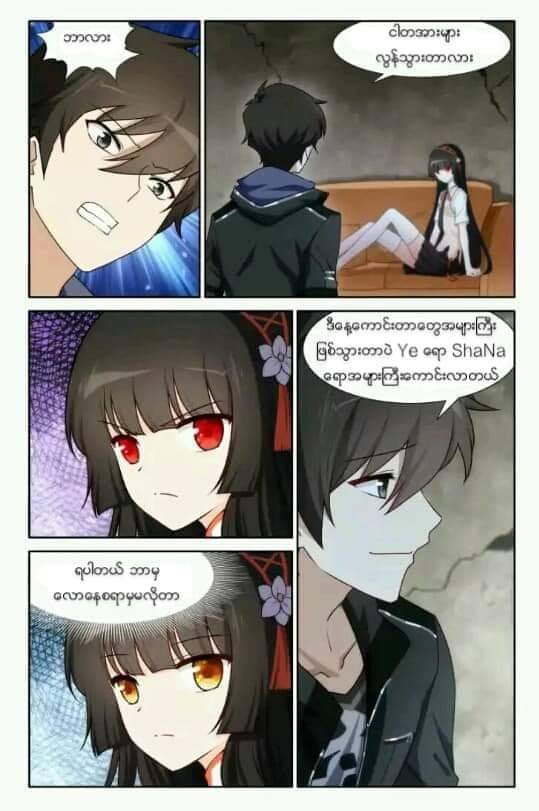 ဘာလား
ငါတအားများ
လွန်သွားတာလား
ဒီနေ့ကောင်းတာတွေအများကြီး
ဖြစ်သွားတာပဲ Ye ရော ShaNa
ရောအများကြီးကောင်းလာတယ်
ရပါတယ် ဘာမှ
လောနေစရာမှမလိုတာ